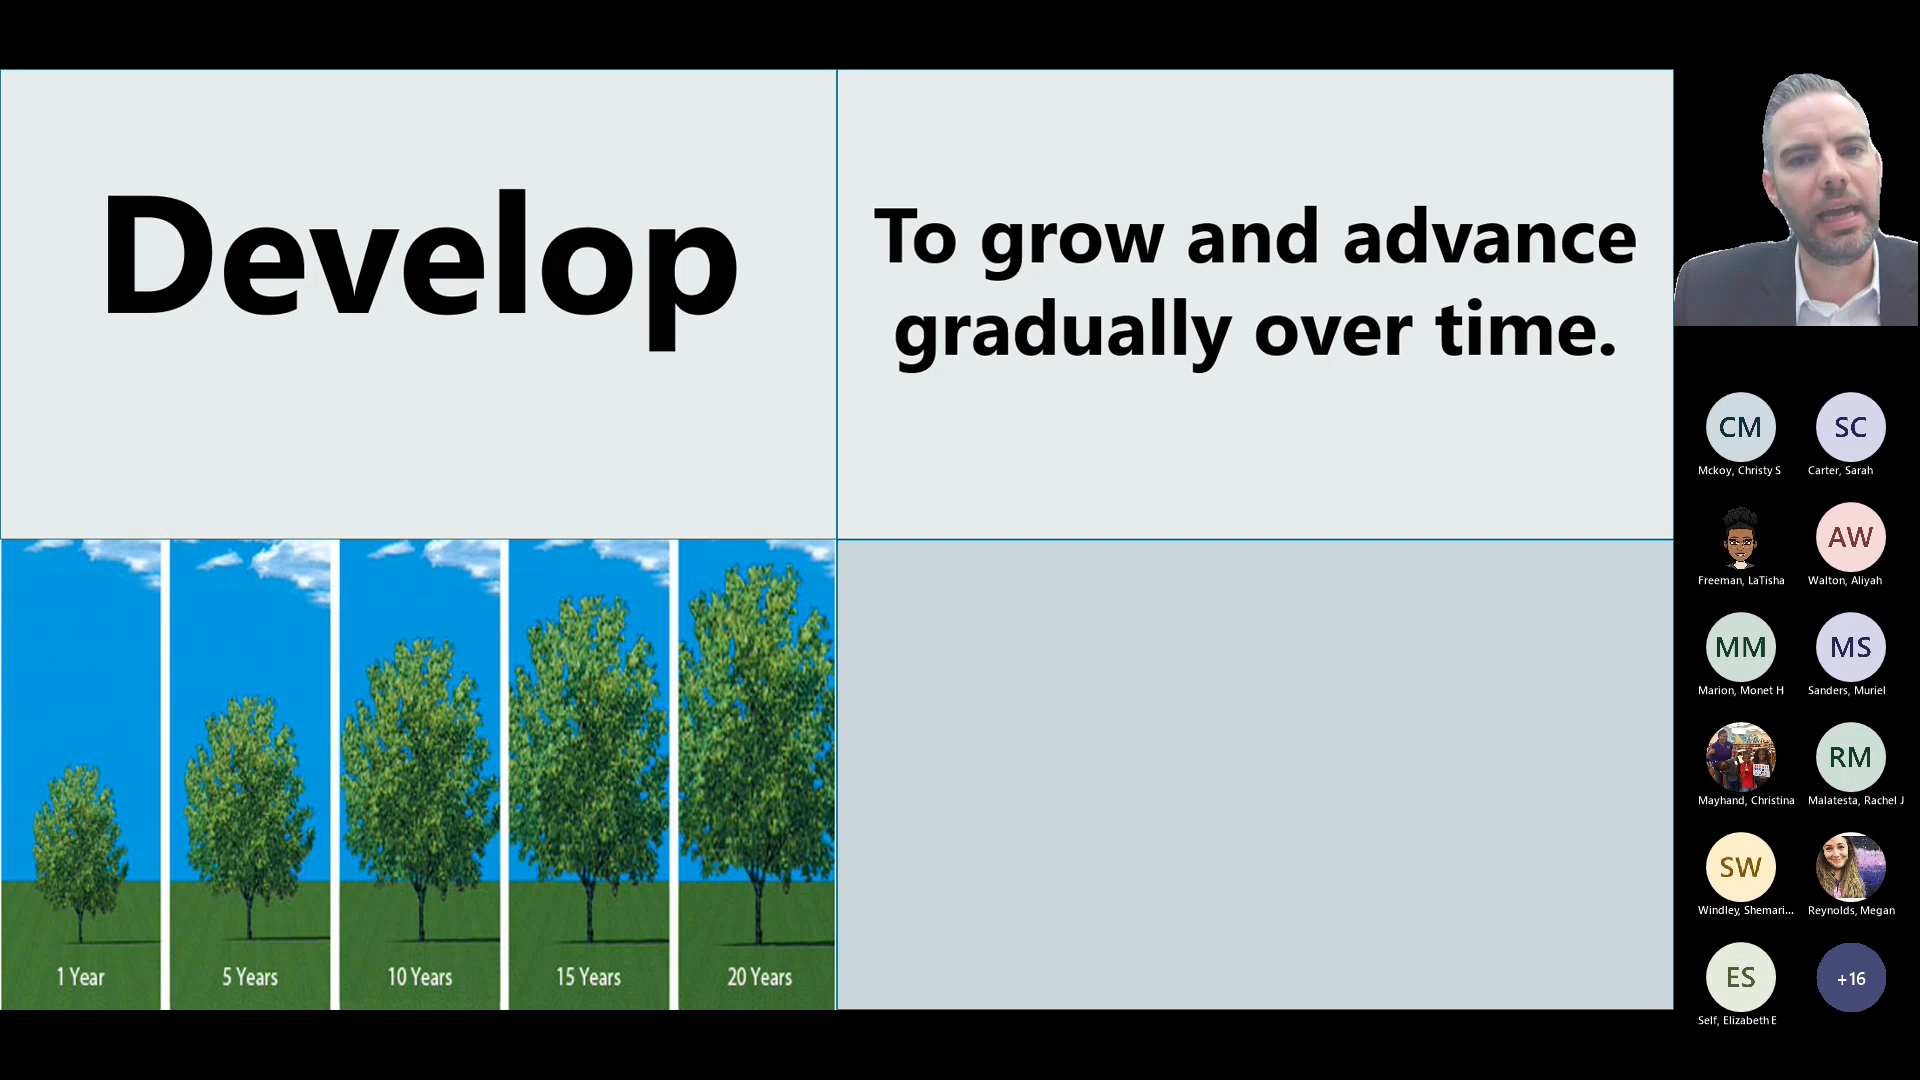 Develop
To grow and advance
gradually over time.
1 Year
5 Years
10 Years
15 Years
20 Years
CM
Mckoy, Christy S
SC
Carter, Sarah
Freeman, LaTisha
AW
Walton, Aliyah
MM
Marion, Monet H
MS
Sanders, Muriel
Mayhand, Christina
RM
Malatesta, Rachel J
SW
Windley, Shemari...
Reynolds, Megan
ES
Self, Elizabeth E
+16